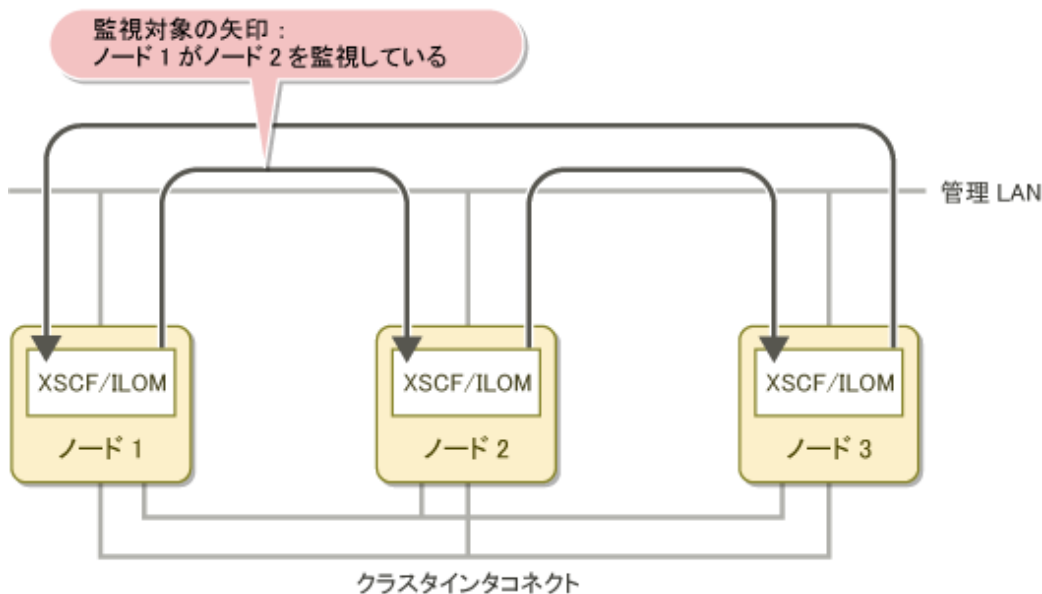 監視対象の矢印：
ノード 1 がノード 2 を監視している
管理 LAN
XSCF/ILOM
XSCF/ILOM
XSCF/ILOM
ノード 1
ノード 2
ノード 3
クラスタインタコネクト